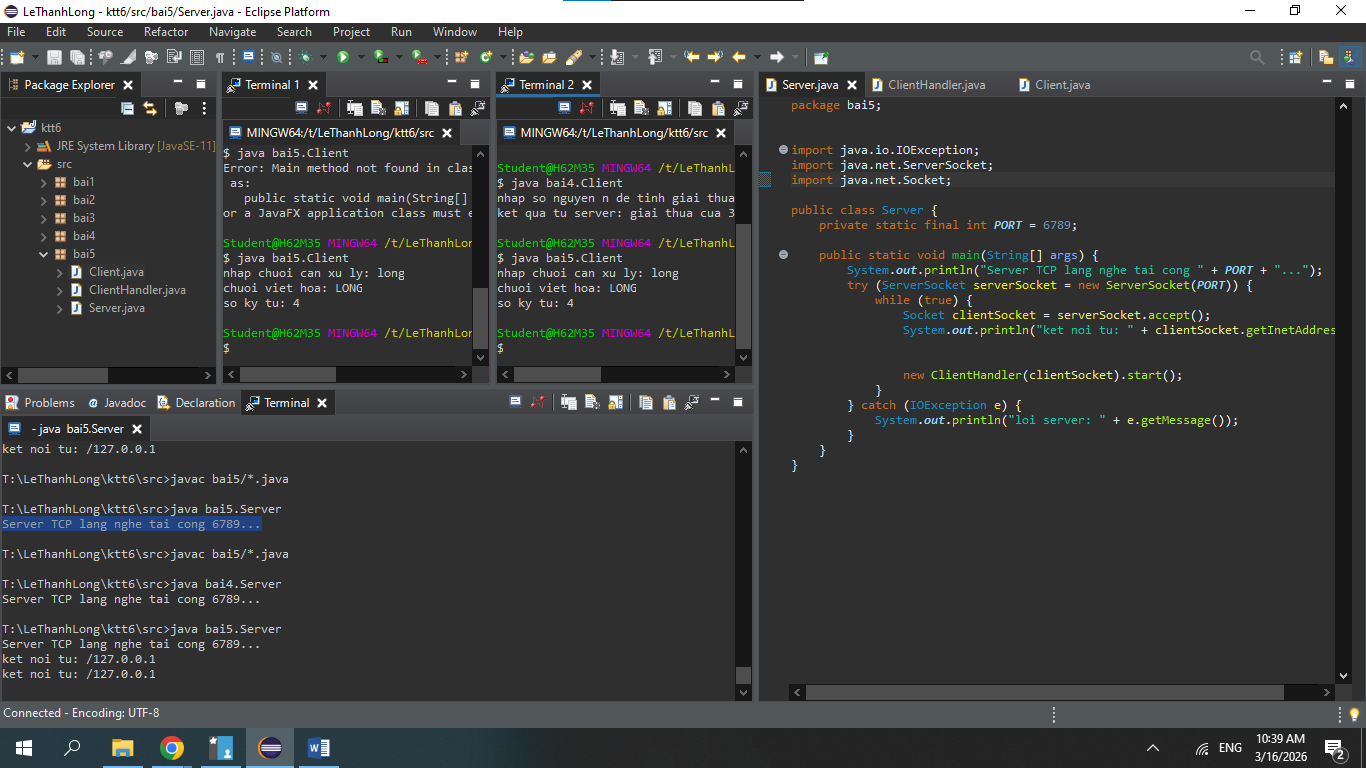 LeThanhLong - ktt6/src/bai5/Server.java - Eclipse Platform
File Edit Source Refactor Navigate Search Project Run Window Help
Package Explorer
ktt6
JRE System Library [JavaSE-11]
src
bai1
bai2
bai3
bai4
bai5
Client.java
ClientHandler.java
Server.java
Terminal 1
MINGW64:/t/LeThanhLong/ktt6/src
$ java bai5.Client
Error: Main method not found in clas
as:
public static void main(String[]
or a JavaFX application class must e
Student@H62M35 MINGW64 /t/LeThanhLon
$ java bai5.Client
nhap chuoi can xu ly: long
chuoi viet hoa: LONG
so ky tu: 4
Student@H62M35 MINGW64 /t/LeThanhLon
$
Terminal 2
MINGW64:/t/LeThanhLong/ktt6/src
Student@H62M35 MINGW64 /t/LeThanhL
$ java bai4.Client
nhap so nguyen n de tinh giai thua
ket qua tu server: giai thua cua 3
Student@H62M35 MINGW64 /t/LeThanhL
$ java bai5.Client
nhap chuoi can xu ly: long
chuoi viet hoa: LONG
so ky tu: 4
Student@H62M35 MINGW64 /t/LeThanhL
$
Server.java ClientHandler.java Client.java
package bai5;
import java.io.IOException;
import java.net.ServerSocket;
import java.net.Socket;
public class Server {
private static final int PORT = 6789;
public static void main(String[] args) {
System.out.println("Server TCP lang nghe tai cong " + PORT + "...");
try (ServerSocket serverSocket = new ServerSocket(PORT)) {
while (true) {
Socket clientSocket = serverSocket.accept();
System.out.println("ket noi tu: " + clientSocket.getInetAddres
new ClientHandler(clientSocket).start();
}
} catch (IOException e) {
System.out.println("loi server: " + e.getMessage());
}
}
}
Problems Javadoc Declaration Terminal
- java bai5.Server
ket noi tu: /127.0.0.1
T:\LeThanhLong\ktt6\src>javac bai5/*.java
T:\LeThanhLong\ktt6\src>java bai5.Server
Server TCP lang nghe tai cong 6789...
T:\LeThanhLong\ktt6\src>javac bai5/*.java
T:\LeThanhLong\ktt6\src>java bai4.Server
Server TCP lang nghe tai cong 6789...
T:\LeThanhLong\ktt6\src>java bai5.Server
Server TCP lang nghe tai cong 6789...
ket noi tu: /127.0.0.1
ket noi tu: /127.0.0.1
Connected - Encoding: UTF-8
ENG
10:39 AM
3/16/2026
2